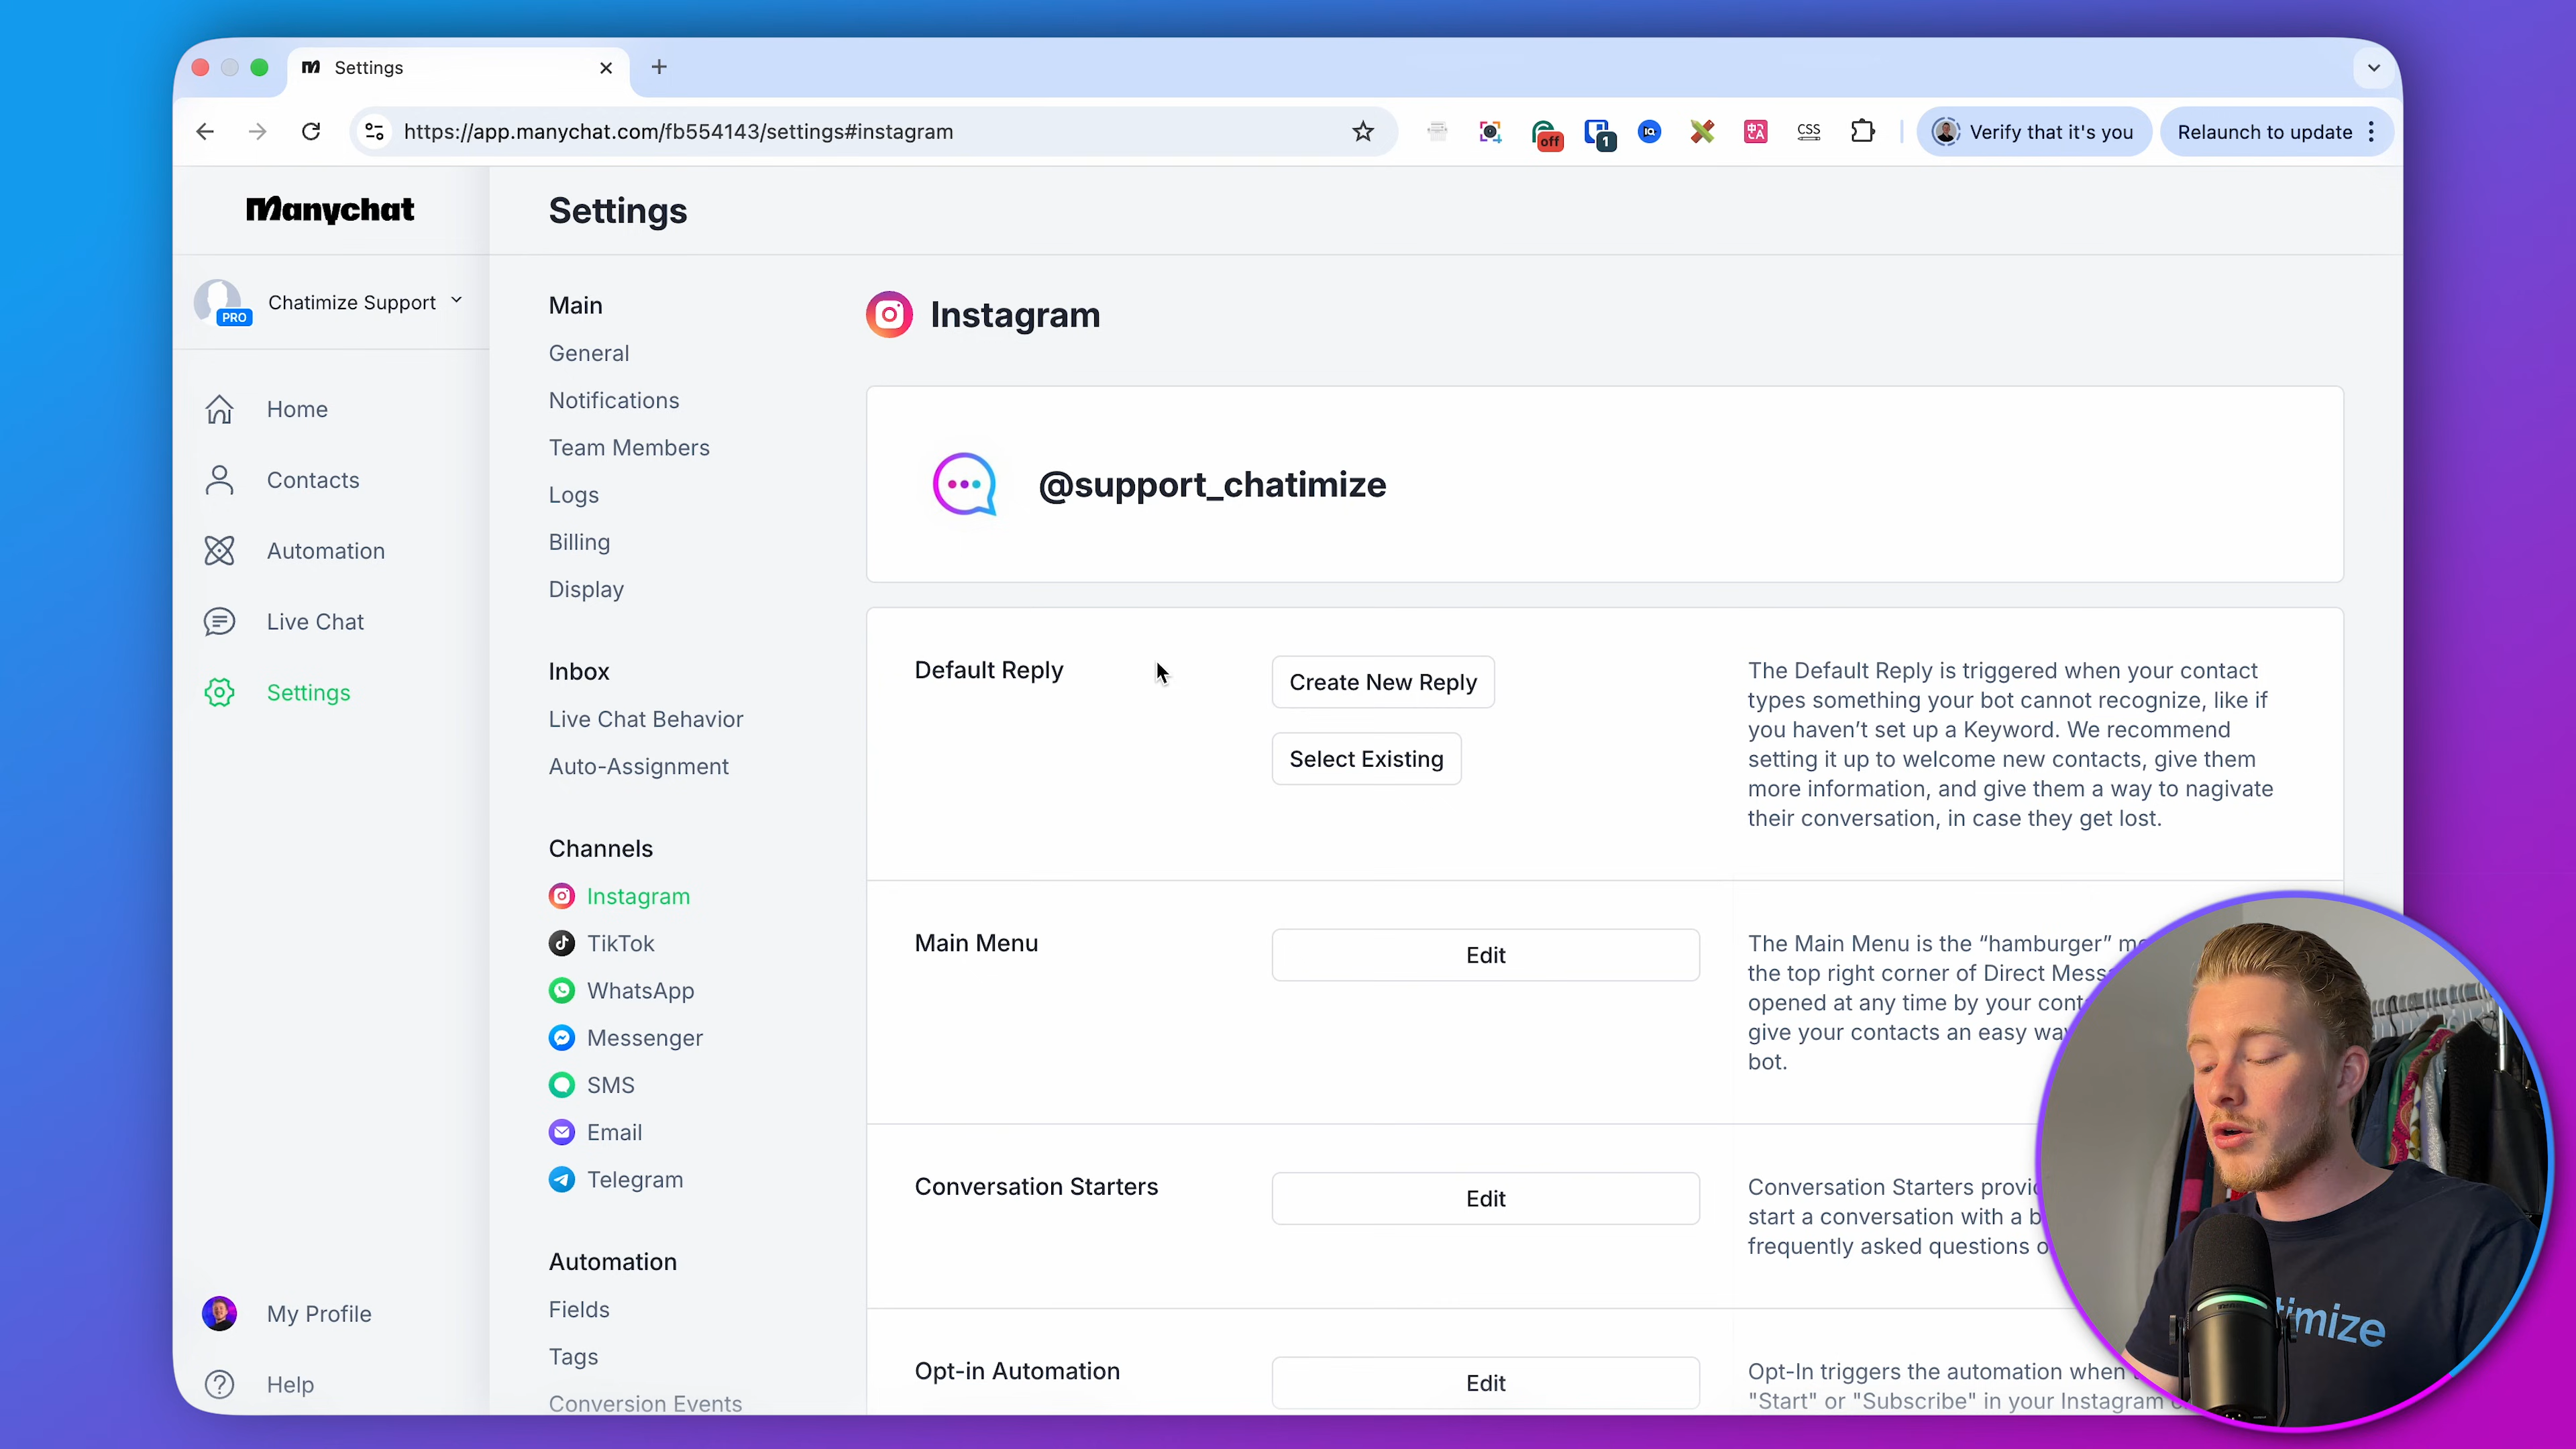 Settings
https://app.manychat.com/fb554143/settings#instagram
off
1
IQ
CSS
Verify that it's you
Relaunch to update
Manychat
Settings
PRO
Chatimize Support
Home
Contacts
Automation
Live Chat
Settings
My Profile
Help
Main
General
Notifications
Team Members
Logs
Billing
Display
Inbox
Live Chat Behavior
Auto-Assignment
Channels
Instagram
TikTok
WhatsApp
Messenger
SMS
Email
Telegram
Automation
Fields
Tags
Conversion Events
Instagram
@support_chatimize
Default Reply
Create New Reply
Select Existing
The Default Reply is triggered when your contact
types something your bot cannot recognize, like if
you haven’t set up a Keyword. We recommend
setting it up to welcome new contacts, give them
more information, and give them a way to nagivate
their conversation, in case they get lost.
Main Menu
Edit
The Main Menu is the “hamburger”
the top right corner of Direct
opened at any time by your
give your contacts an easy
bot.
Conversation Starters
Edit
Conversation Starters
start a conversation with a
frequently asked questions
Opt-in Automation
Edit
Opt-In triggers the automation when
"Start" or "Subscribe" in your Instagram
timize